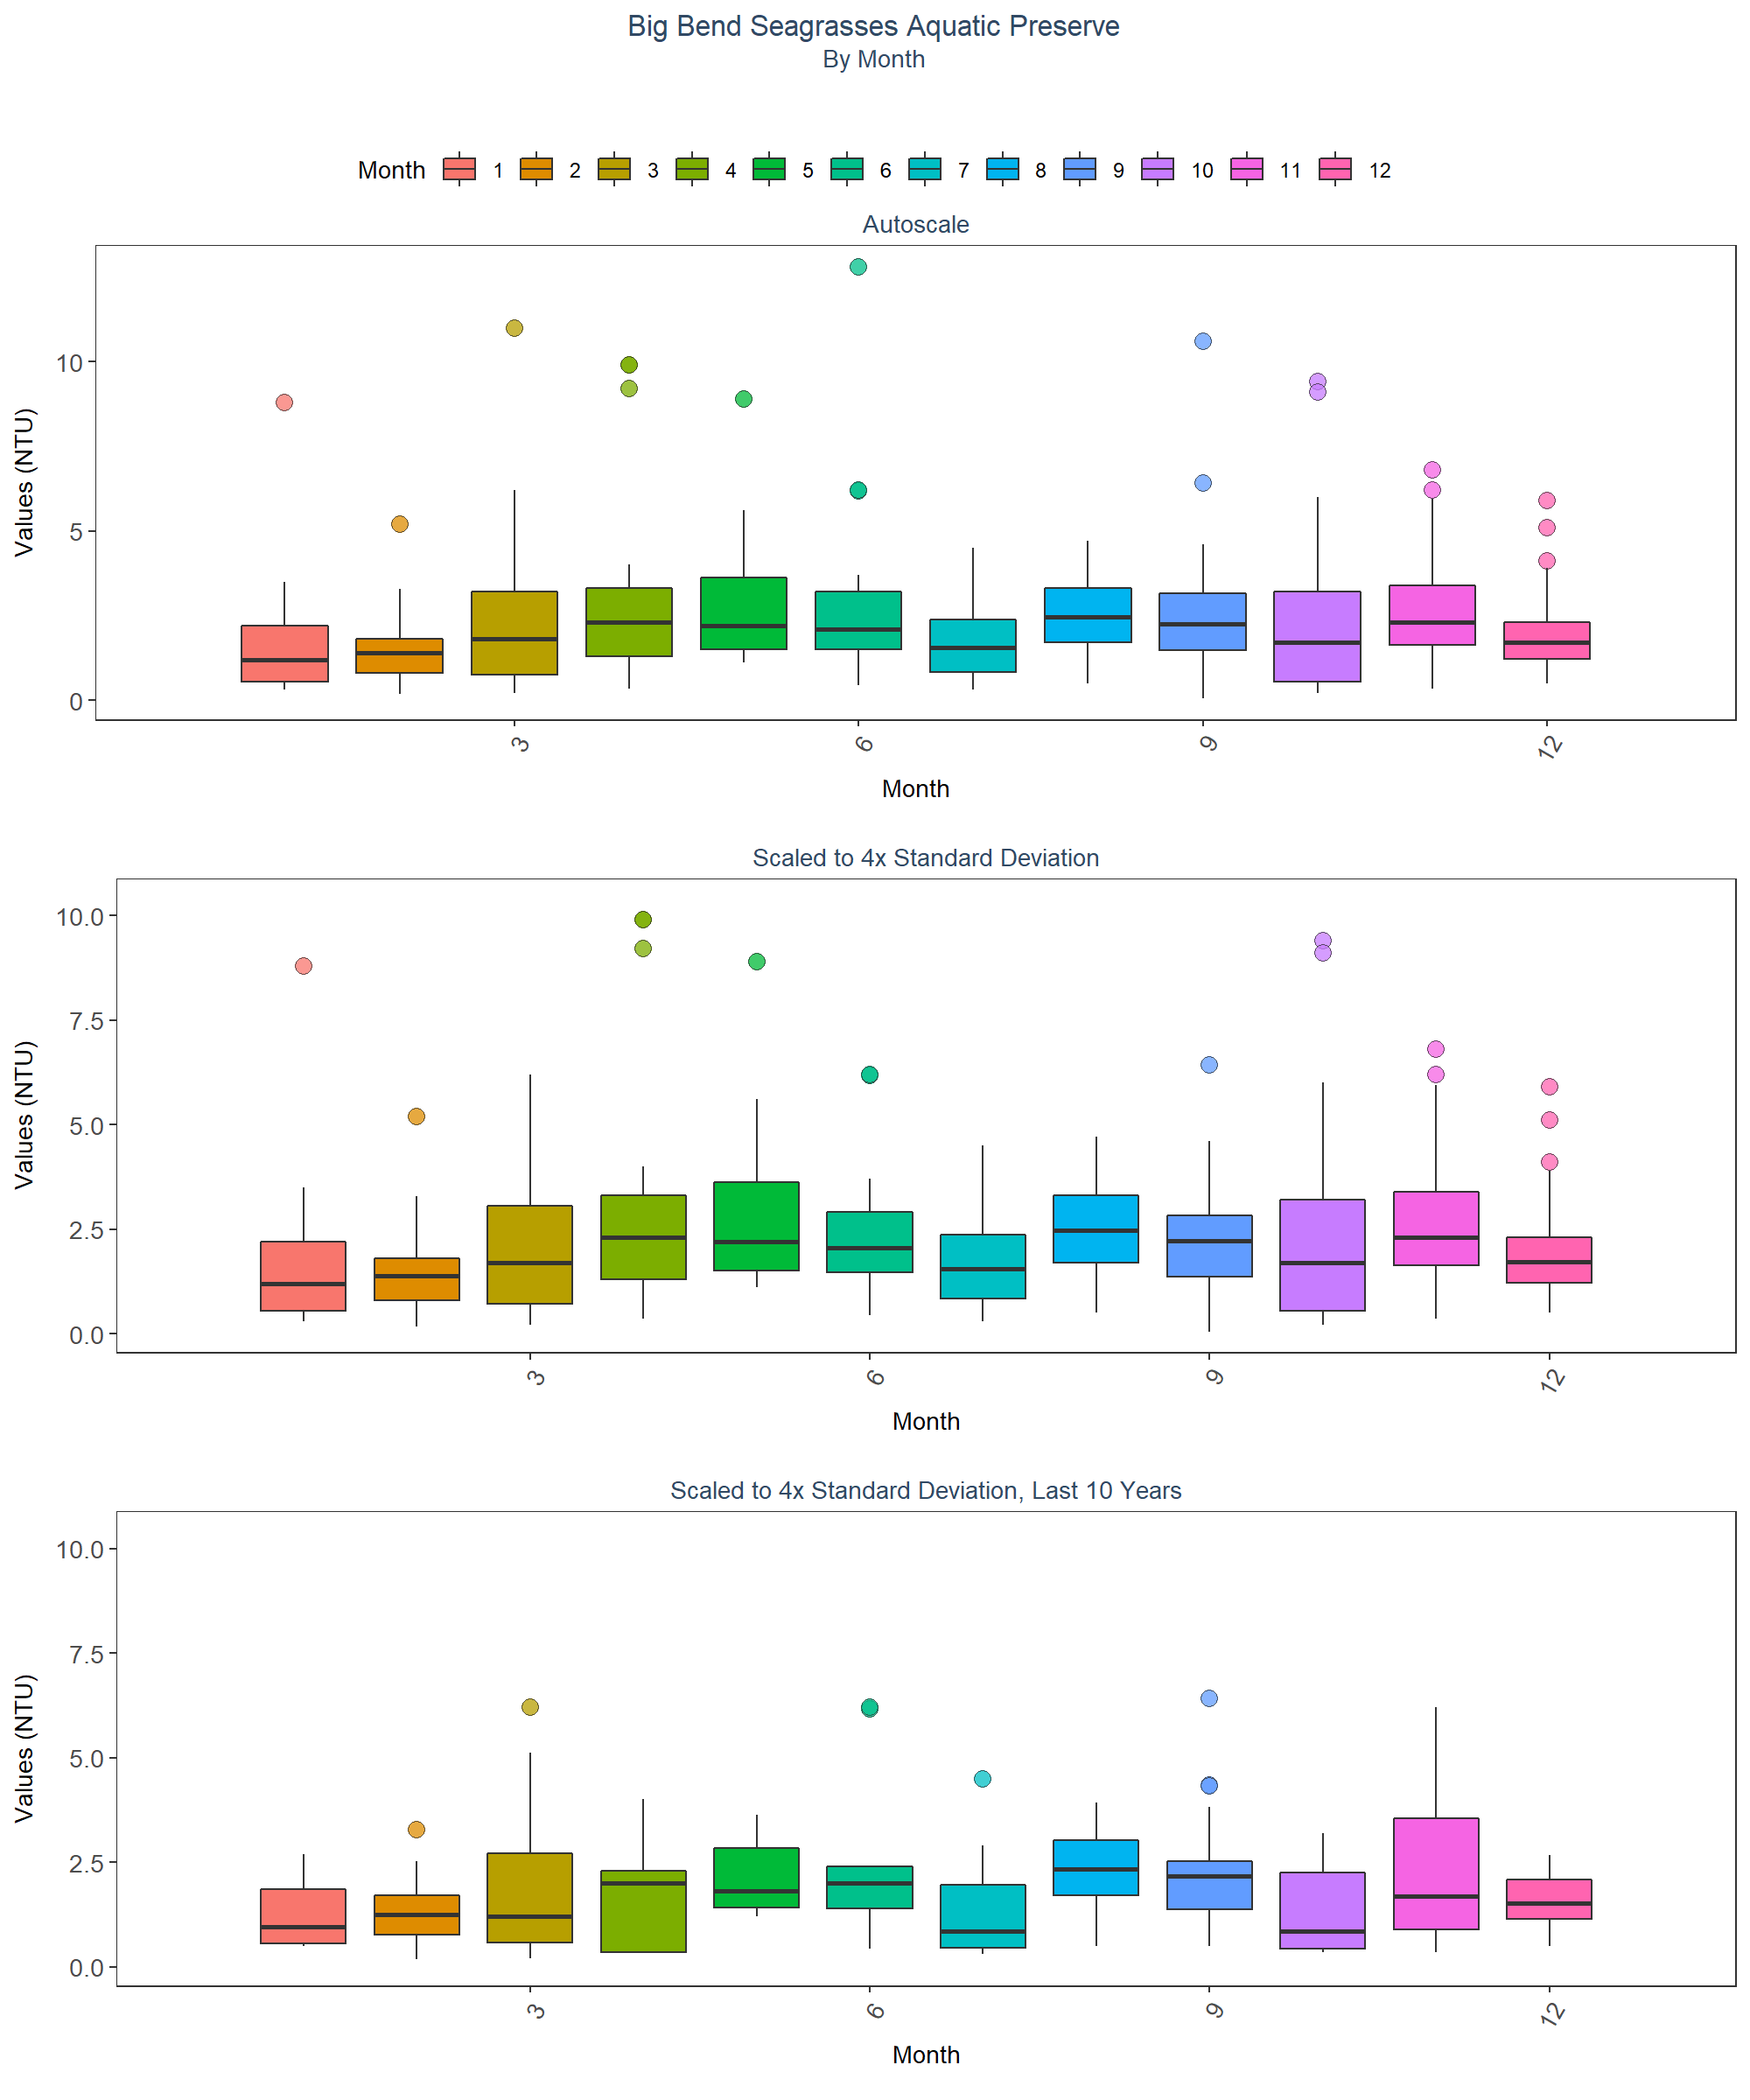 Big Bend Seagrasses Aquatic Preserve
By Month
Month 1 2 3 4 5 6 7 8 9 10 11 12
Autoscale
Values (NTU)
10
5
0
3 6 9 12
Month
Scaled to 4x Standard Deviation
Values (NTU)
10.0
7.5
5.0
2.5
0.0
3 6 9 12
Month
Scaled to 4x Standard Deviation, Last 10 Years
Values (NTU)
10.0
7.5
5.0
2.5
0.0
3 6 9 12
Month